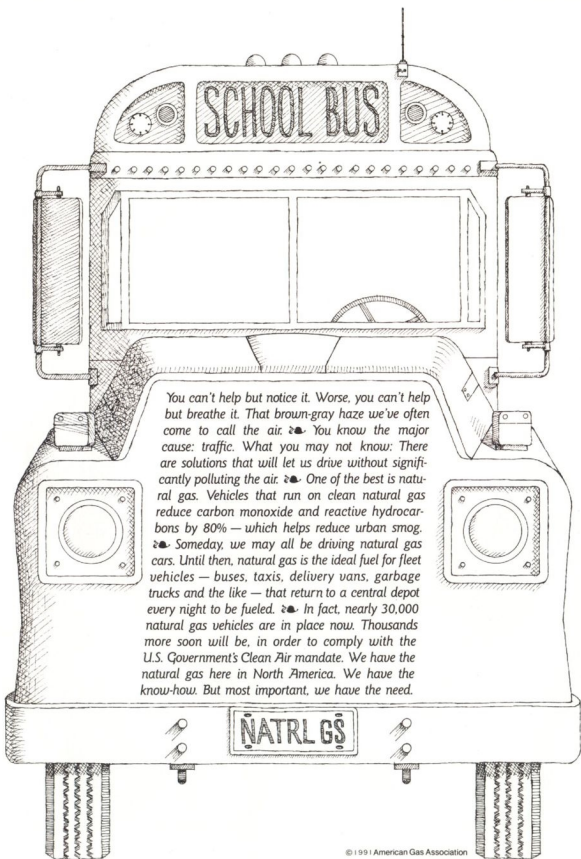 SCHOOL BUS
You can't help but notice it. Worse, you can't help
but breathe it. That brown-gray haze we've often
come to call the air. You know the major
cause: traffic. What you may not know: There
are solutions that will let us drive without signifi-
cantly polluting the air. One of the best is natu-
ral gas. Vehicles that run on clean natural gas
reduce carbon monoxide and reactive hydrocar-
bons by 80% — which helps reduce urban smog.
Someday, we may all be driving natural gas
cars. Until then, natural gas is the ideal fuel for fleet
vehicles — buses, taxis, delivery vans, garbage
trucks and the like — that return to a central depot
every night to be fueled. In fact, nearly 30,000
natural gas vehicles are in place now. Thousands
more soon will be, in order to comply with the
U.S. Government's Clean Air mandate. We have the
natural gas here in North America. We have the
know-how. But most important, we have the need.
NATRL GS
©1991 American Gas Association